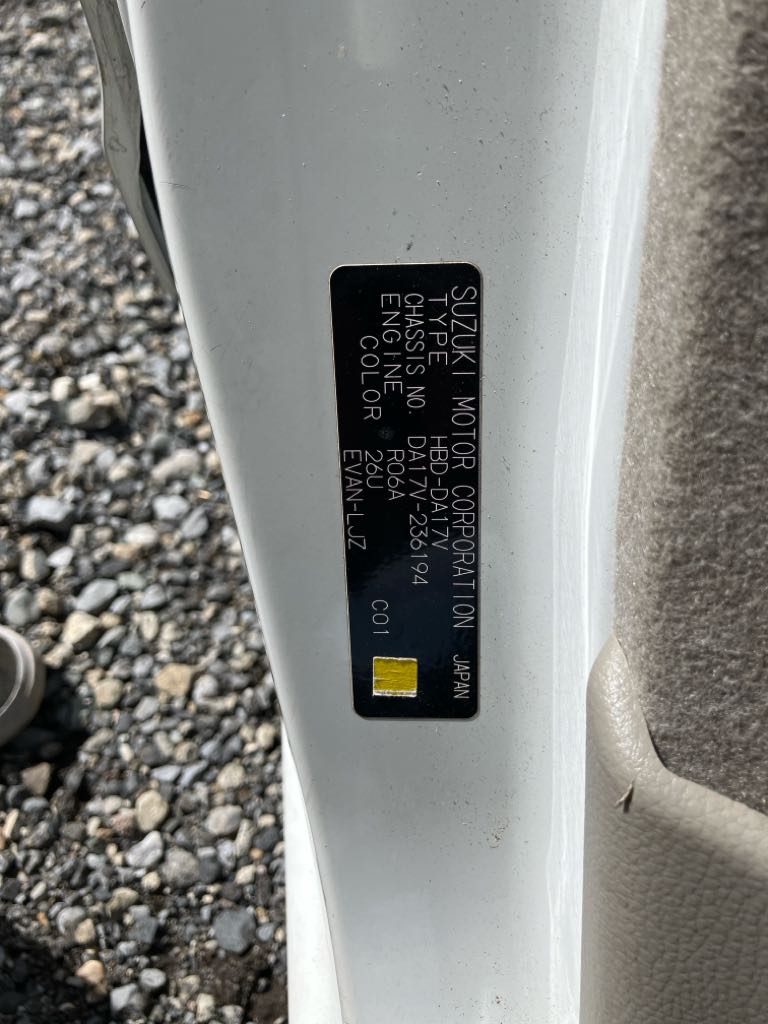 SUZUKI MOTOR CORPORATION JAPAN
TYPE HBD-DA17V
CHASSIS NO. DA17V-236194
ENGINE R06A
COLOR 26U C01
EVAN-LJZ